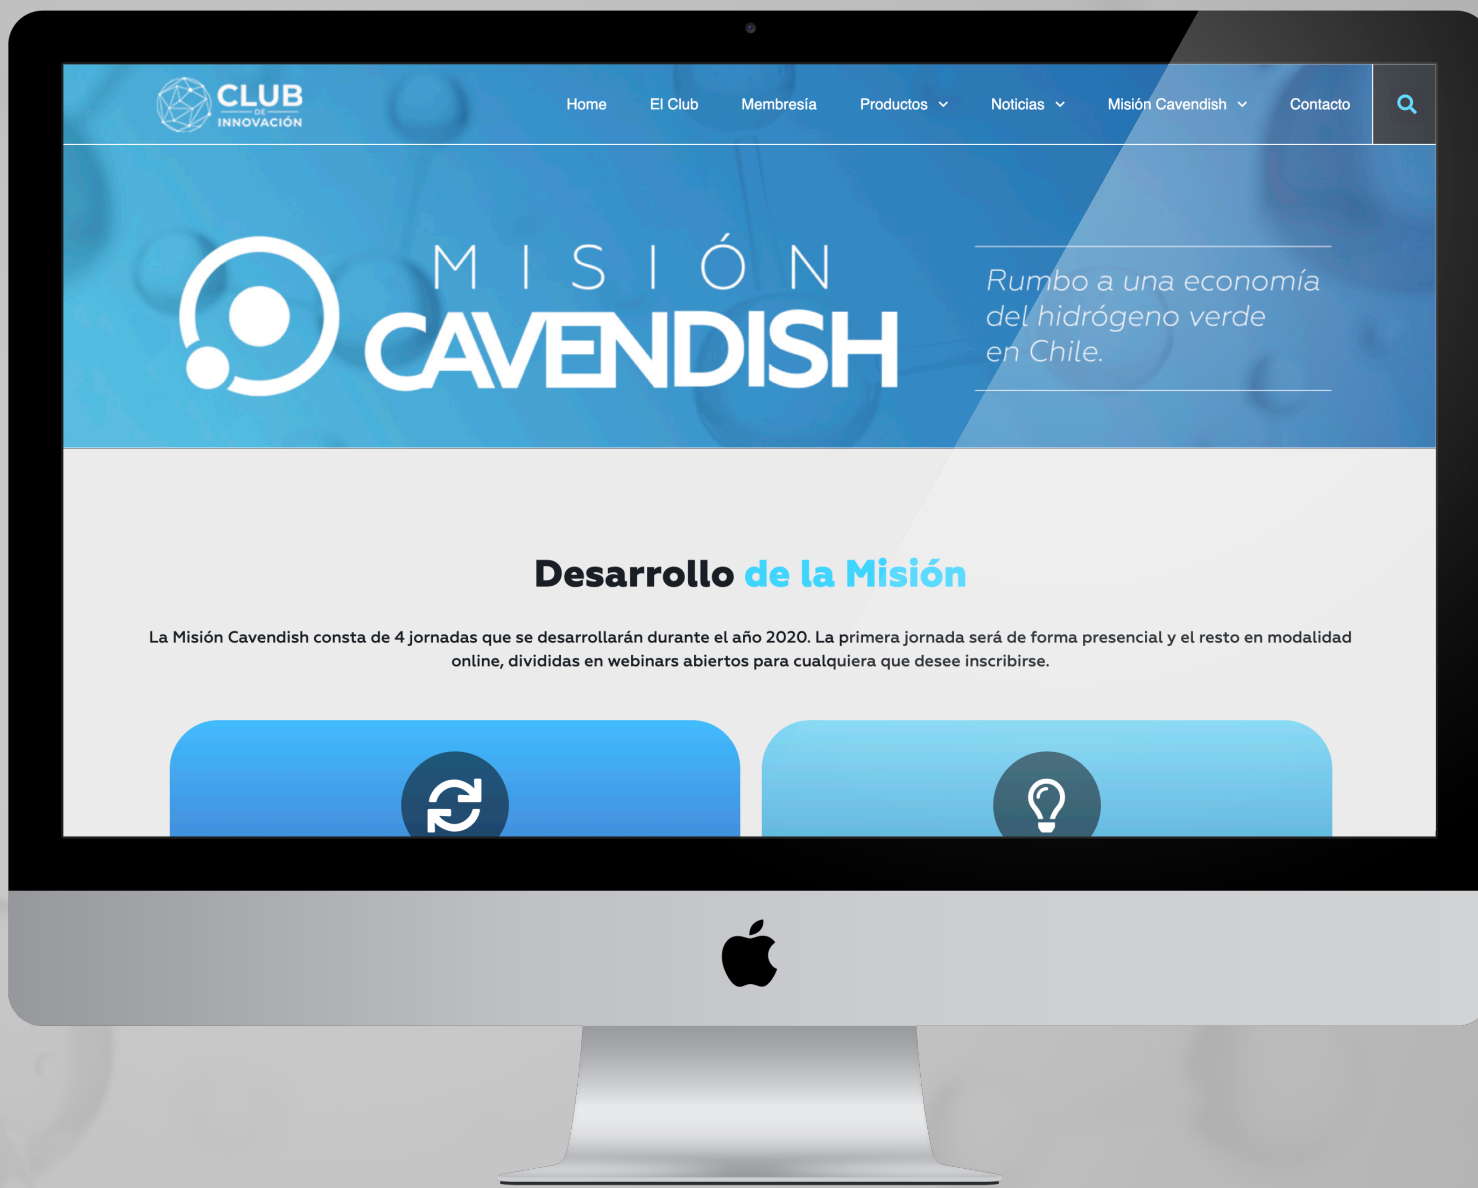 CLUB
DE
INNOVACIÓN
Home El Club Membresía Productos Noticias Misión Cavendish Contacto
MISIÓN
CAVENDISH
Rumbo a una economía
del hidrógeno verde
en Chile.
Desarrollo de la Misión
La Misión Cavendish consta de 4 jornadas que se desarrollarán durante el año 2020. La primera jornada será de forma presencial y el resto en modalidad
online, divididas en webinars abiertos para cualquiera que desee inscribirse.